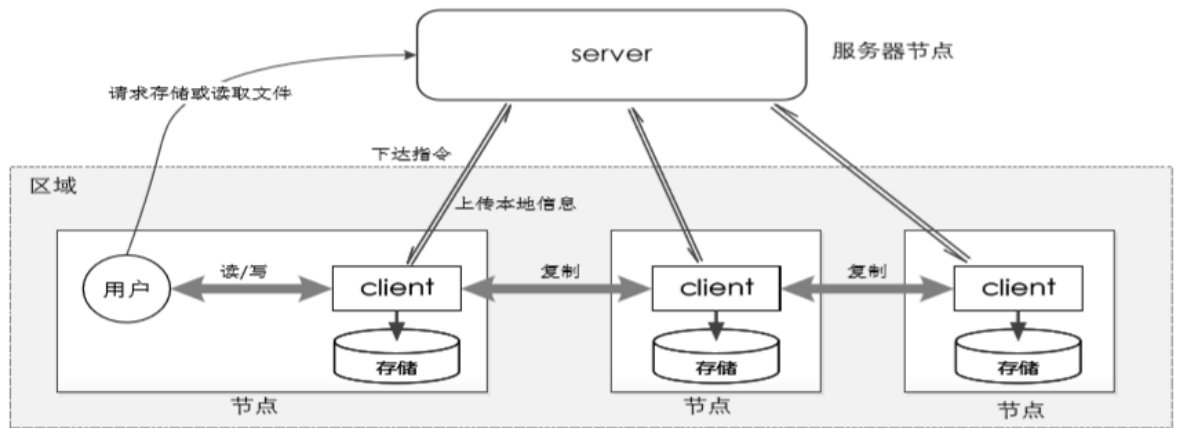 server
服务器节点
请求存储或读取文件
下达指令
区域
上传本地信息
用户
读/写
client
复制
client
复制
client
存储
存储
存储
节点
节点
节点